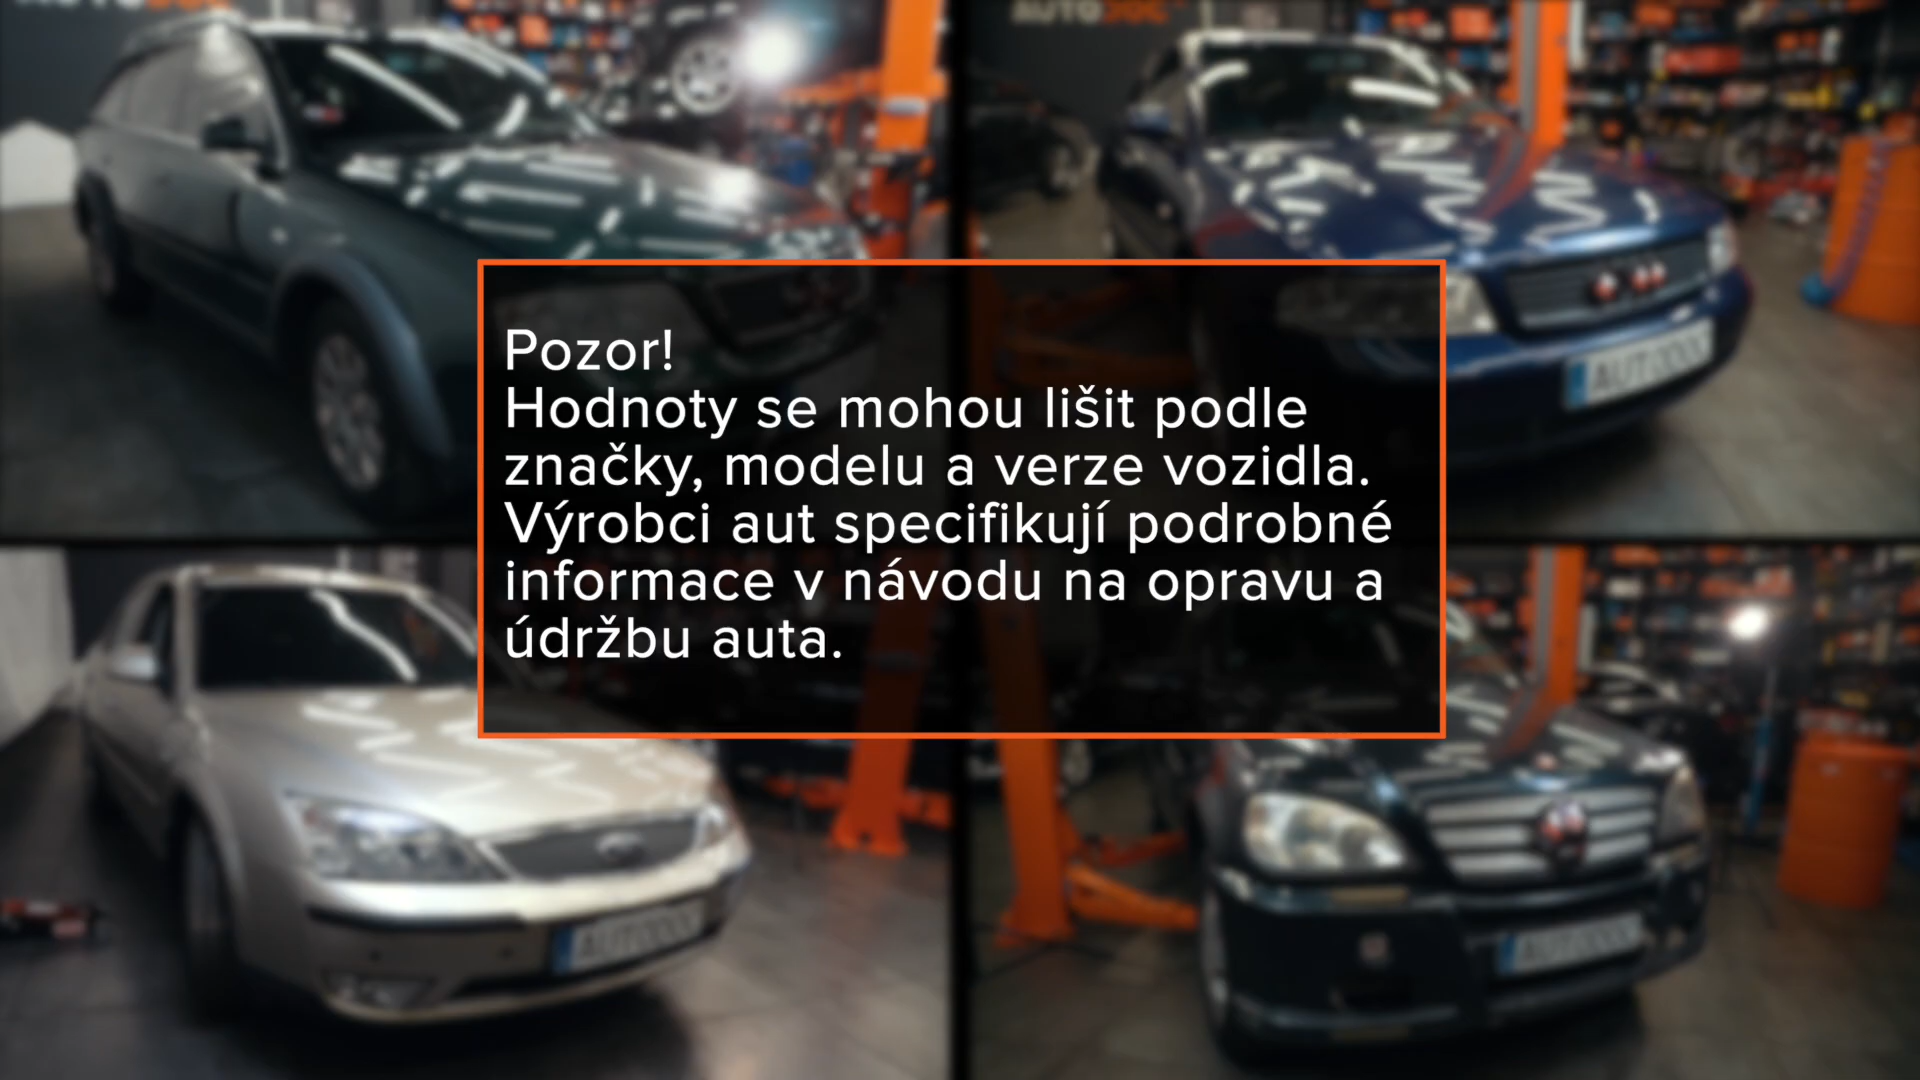 AUTODOC
Pozor!
Hodnoty se mohou lišit podle
značky, modelu a verze vozidla.
Výrobci aut specifikují podrobné
informace v návodu na opravu a
údržbu auta.